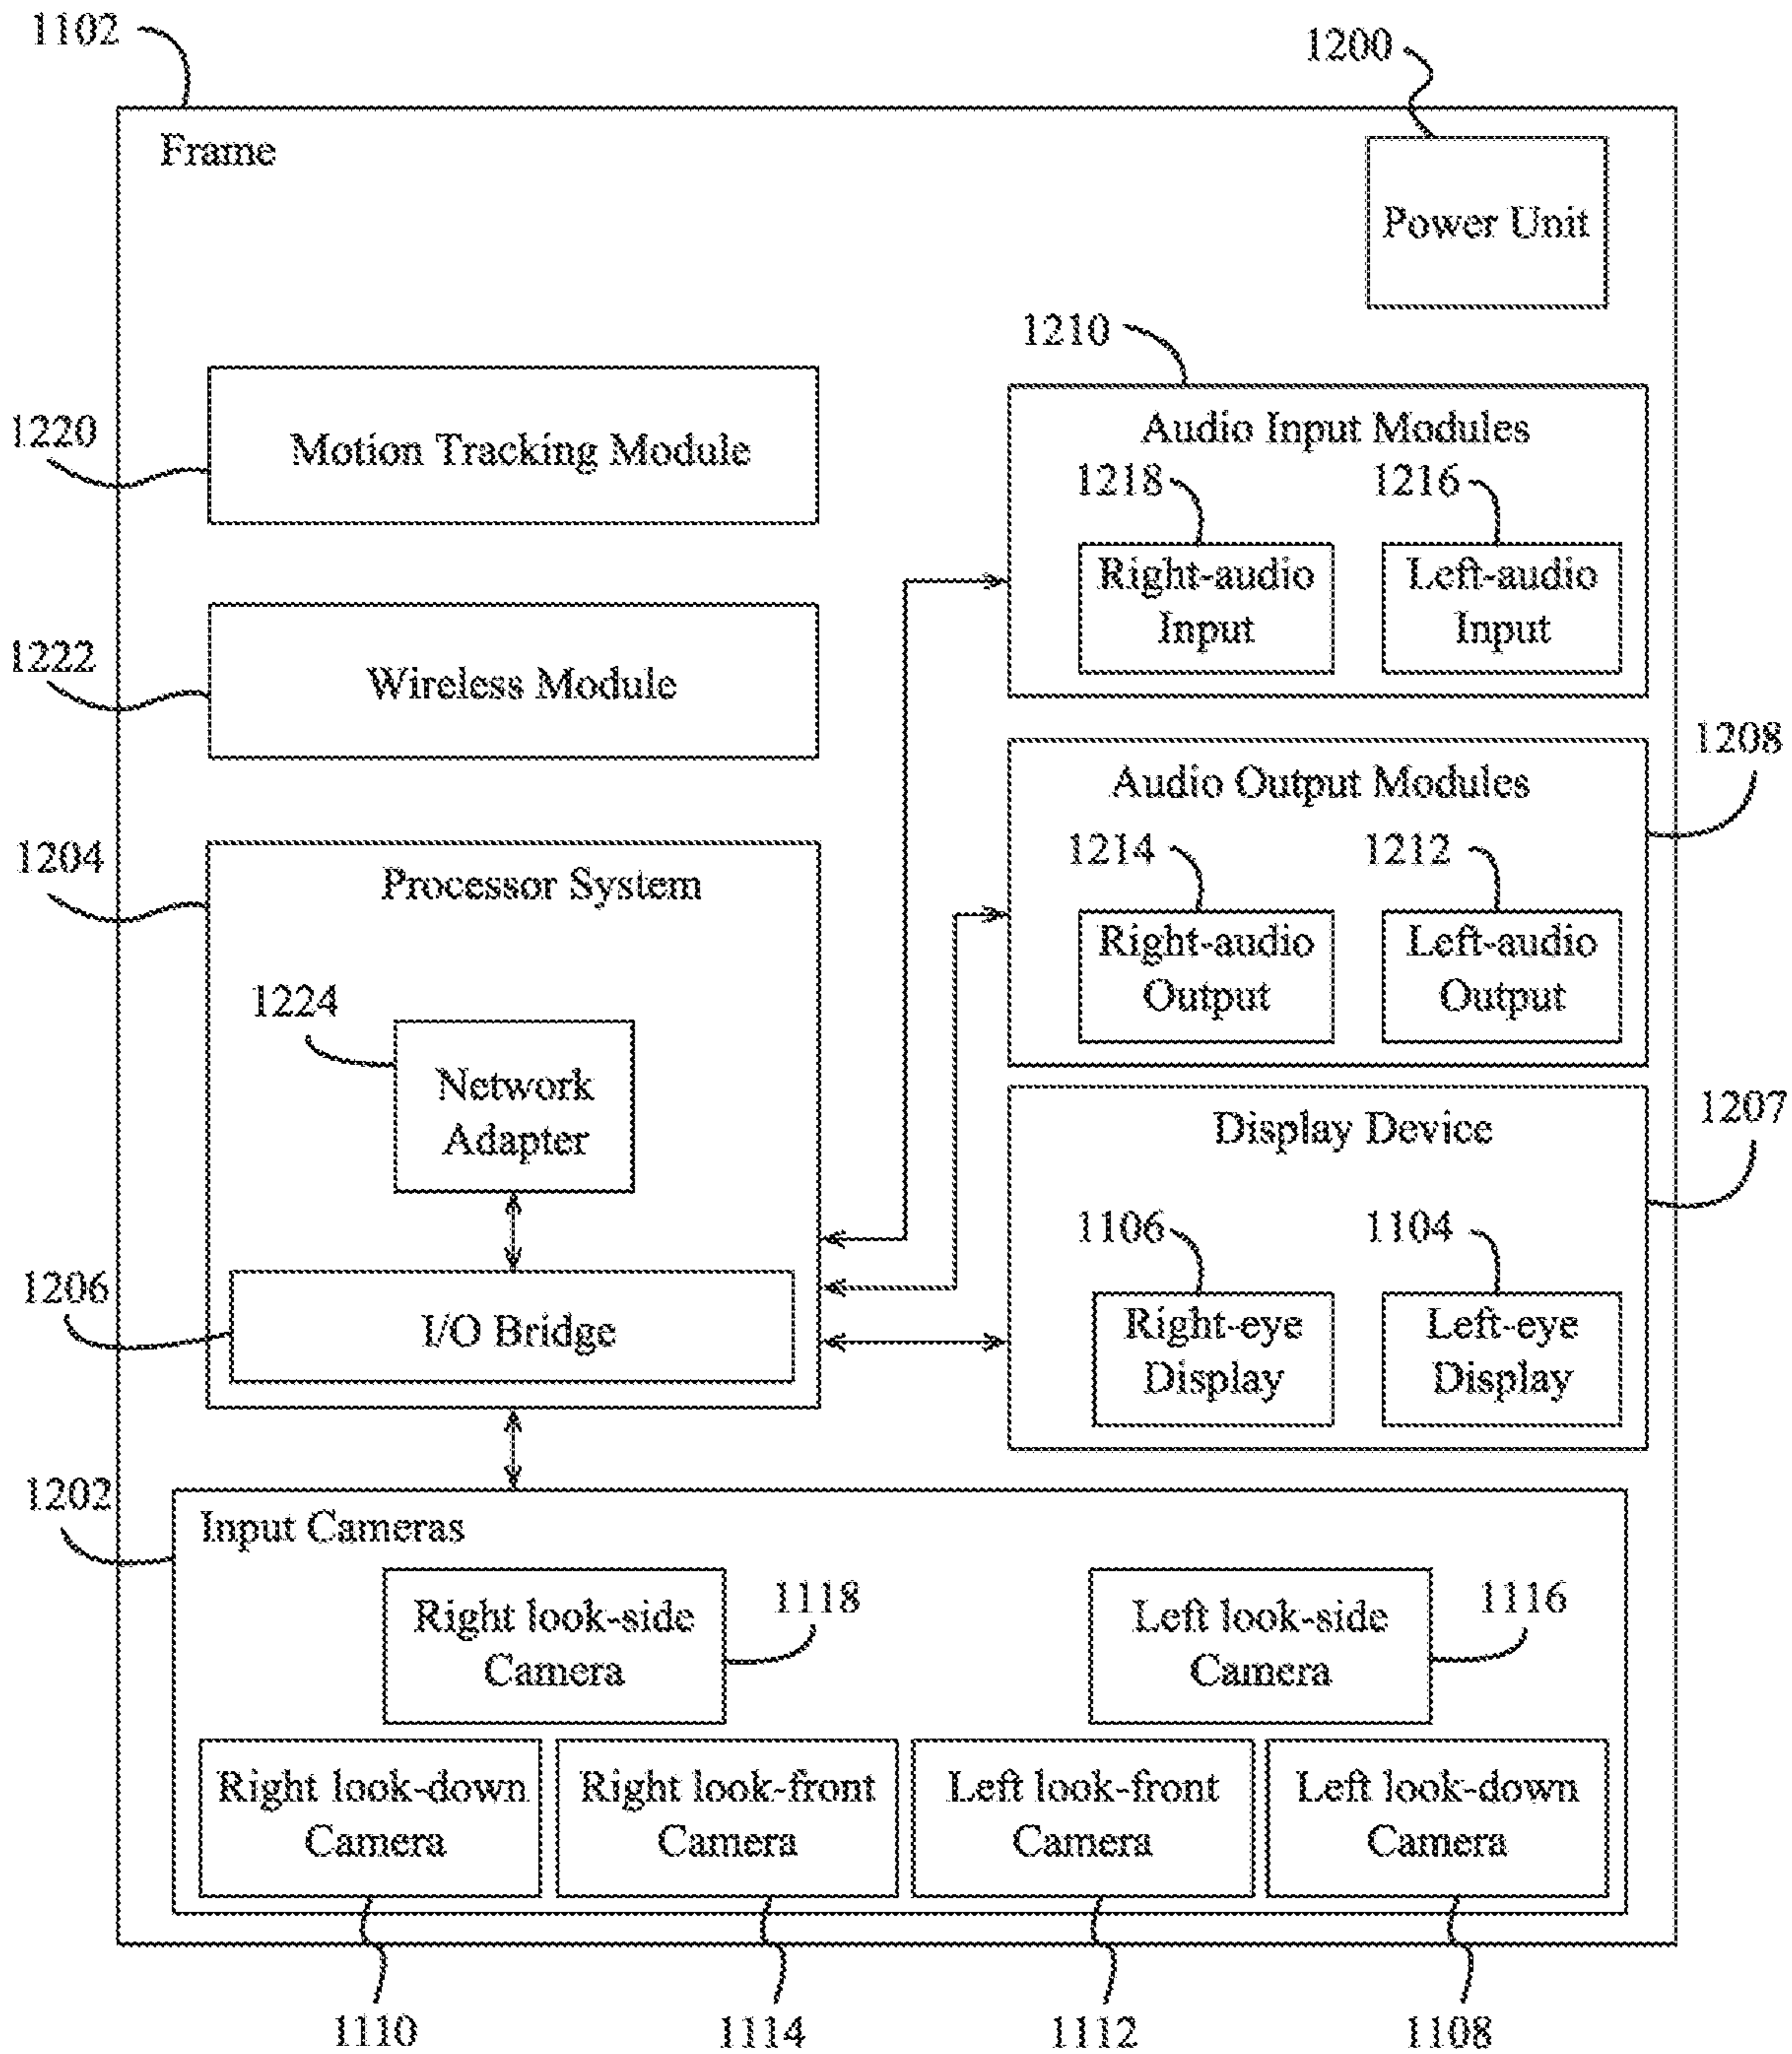 1102
1200
Frame
Power Unit
1210
1220
Motion Tracking Module
Audio Input Modules
1218
1216
Right-audio
Input
Left-audio
Input
1222
Wireless Module
1208
Audio Output Modules
1214
1212
Right-audio
Output
Left-audio
Output
1204
Processor System
1224
Network
Adapter
1207
Display Device
1106
1104
Right-eye
Display
Left-eye
Display
1206
I/O Bridge
1202
Input Cameras
Right look-side
Camera
1118
Left look-side
Camera
1116
Right look-down
Camera
Right look-front
Camera
Left look-front
Camera
Left look-down
Camera
1110
1114
1112
1108